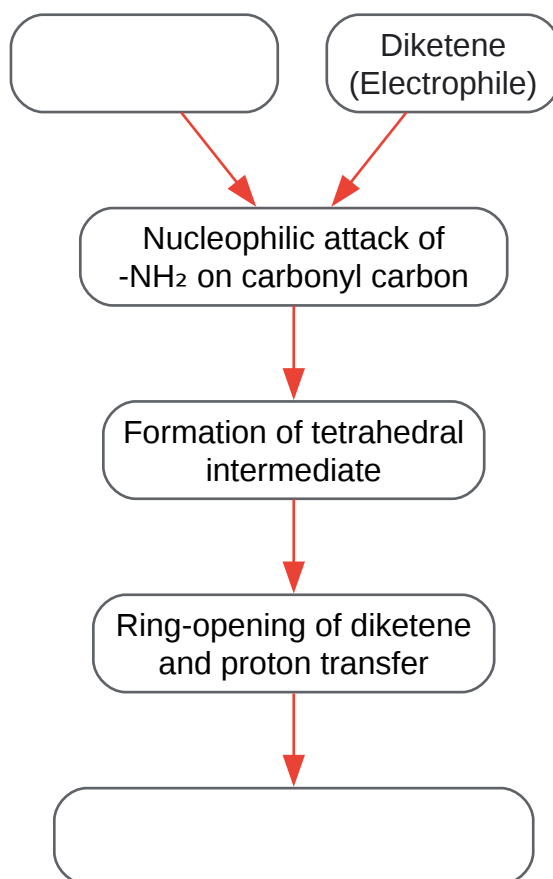 Diketene
(Electrophile)
Nucleophilic attack of
-NH₂ on carbonyl carbon
Formation of tetrahedral
intermediate
Ring-opening of diketene
and proton transfer